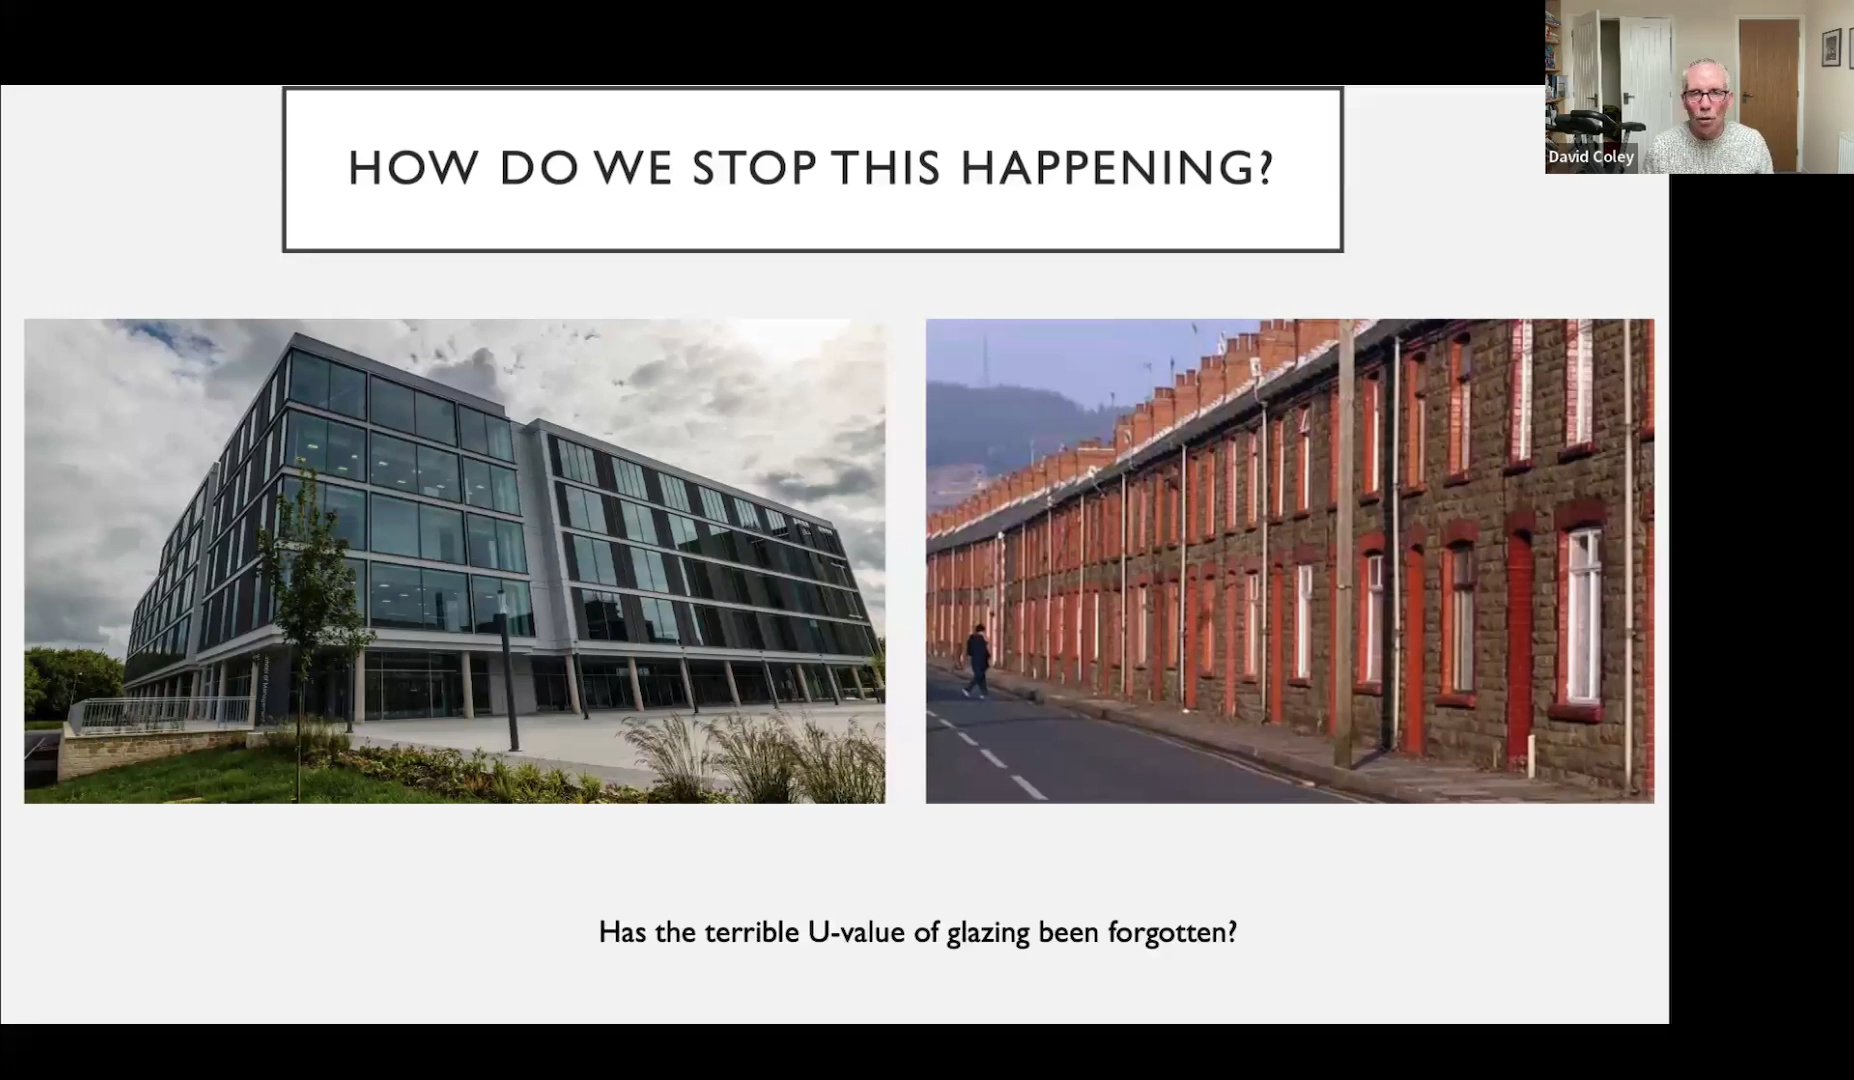 HOW DO WE STOP THIS HAPPENING?
David Coley
Has the terrible U-value of glazing been forgotten?